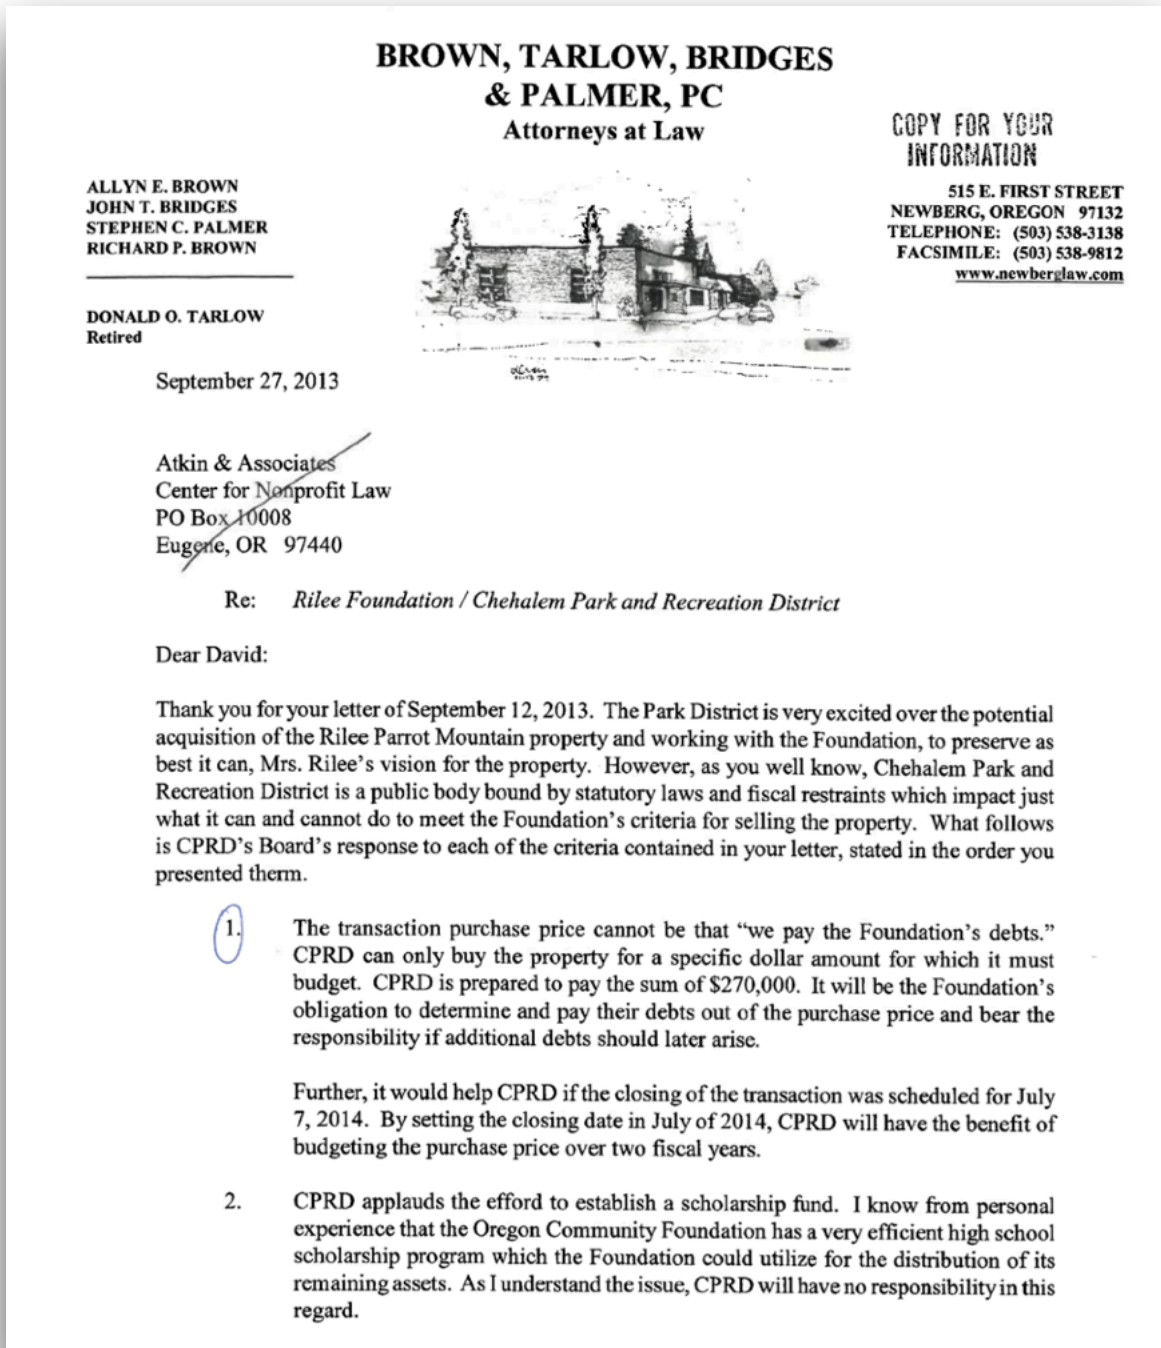 BROWN, TARLOW, BRIDGES
& PALMER, PC
Attorneys at Law
COPY FOR YOUR
INFORMATION
ALLYN E. BROWN
JOHN T. BRIDGES
STEPHEN C. PALMER
RICHARD P. BROWN
DONALD O. TARLOW
Retired
515 E. FIRST STREET
NEWBERG, OREGON 97132
TELEPHONE: (503) 538-3138
FACSIMILE: (503) 538-9812
www.newberglaw.com
September 27, 2013
Atkin & Associates
Center for Nonprofit Law
PO Box 10008
Eugene, OR 97440
Re: Rilee Foundation / Chehalem Park and Recreation District
Dear David:
Thank you for your letter of September 12, 2013. The Park District is very excited over the potential
acquisition of the Rilee Parrot Mountain property and working with the Foundation, to preserve as
best it can, Mrs. Rilee's vision for the property. However, as you well know, Chehalem Park and
Recreation District is a public body bound by statutory laws and fiscal restraints which impact just
what it can and cannot do to meet the Foundation's criteria for selling the property. What follows
is CPRD's Board's response to each of the criteria contained in your letter, stated in the order you
presented therm.
1. The transaction purchase price cannot be that "we pay the Foundation's debts."
CPRD can only buy the property for a specific dollar amount for which it must
budget. CPRD is prepared to pay the sum of $270,000. It will be the Foundation's
obligation to determine and pay their debts out of the purchase price and bear the
responsibility if additional debts should later arise.
Further, it would help CPRD if the closing of the transaction was scheduled for July
7, 2014. By setting the closing date in July of 2014, CPRD will have the benefit of
budgeting the purchase price over two fiscal years.
2. CPRD applauds the efford to establish a scholarship fund. I know from personal
experience that the Oregon Community Foundation has a very efficient high school
scholarship program which the Foundation could utilize for the distribution of its
remaining assets. As I understand the issue, CPRD will have no responsibility in this
regard.